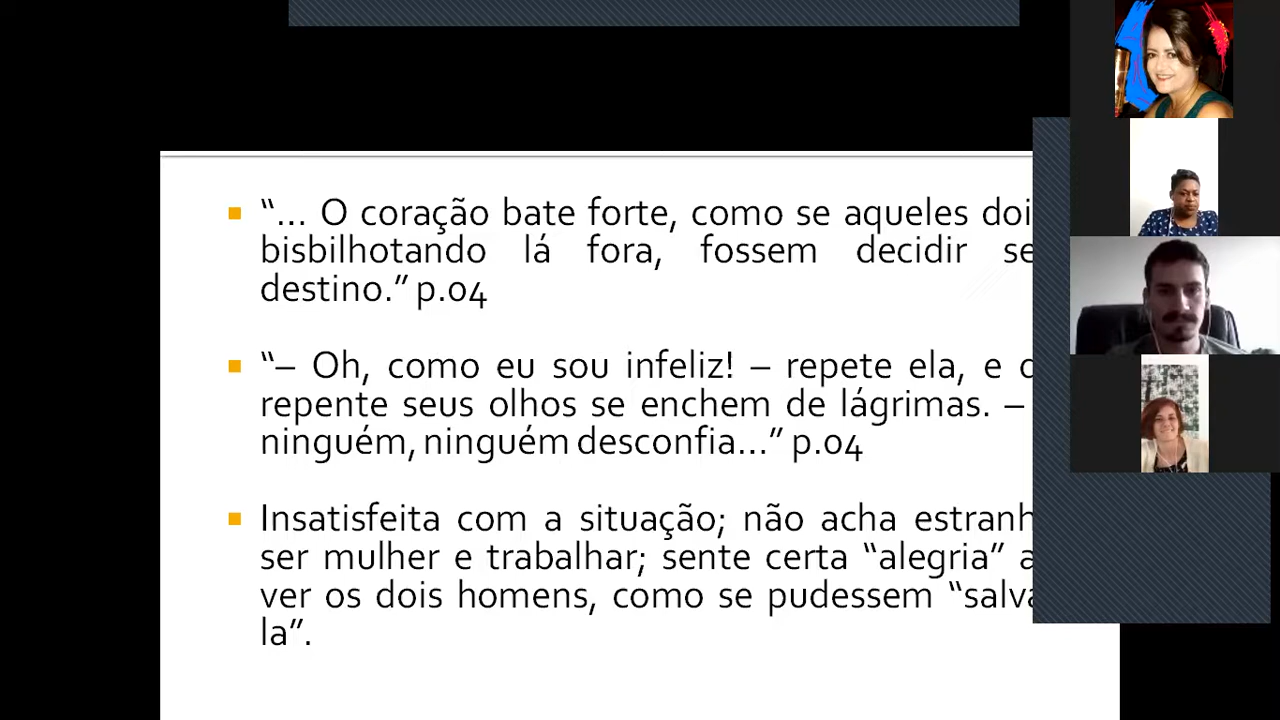 “... O coração bate forte, como se aqueles doi
bisbilhotando lá fora, fossem decidir se
destino.” p.04
“– Oh, como eu sou infeliz! – repete ela, e d
repente seus olhos se enchem de lágrimas. –
ninguém, ninguém desconfia...” p.04
Insatisfeita com a situação; não acha estranh
ser mulher e trabalhar; sente certa “alegria” a
ver os dois homens, como se pudessem “salva
la”.